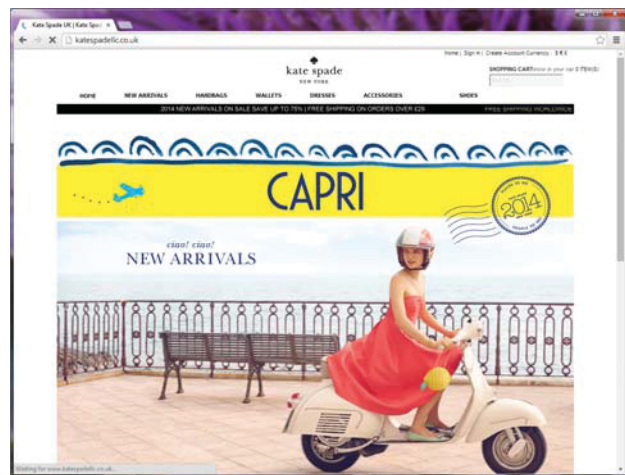 Kate Spade UK | Kate Spad
katespadellc.co.uk
home | Sign In | Create Account Currency : $ € £
kate spade
NEW YORK
SHOPPING CART
0 ITEM(S)
HOME NEW ARRIVALS HANDBAGS WALLETS DRESSES ACCESSORIES SHOES
2014 NEW ARRIVALS ON SALE SAVE UP TO 75% | FREE SHIPPING ON ORDERS OVER £29 FREE SHIPPING WORLDWIDE
CAPRI
2014
ciao! ciao!
NEW ARRIVALS
Waiting for www.katespadellc.co.uk...